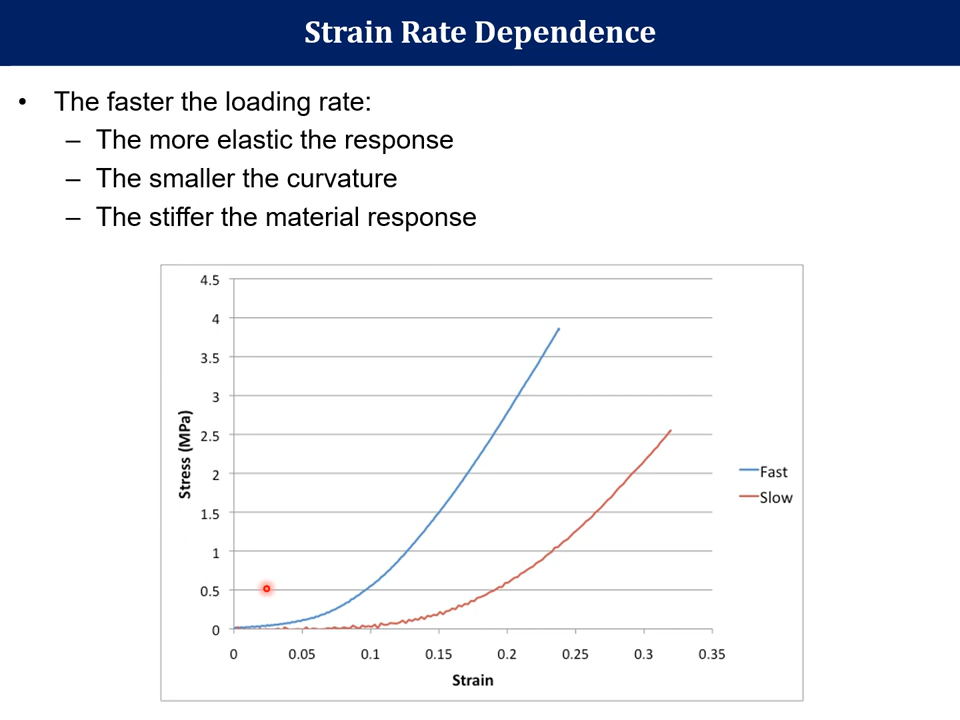 Strain Rate Dependence
• The faster the loading rate:
– The more elastic the response
– The smaller the curvature
– The stiffer the material response
4.5
4
3.5
3
2.5
2
1.5
1
0.5
0
Stress (MPa)
0 0.05 0.1 0.15 0.2 0.25 0.3 0.35
Strain
Fast
Slow